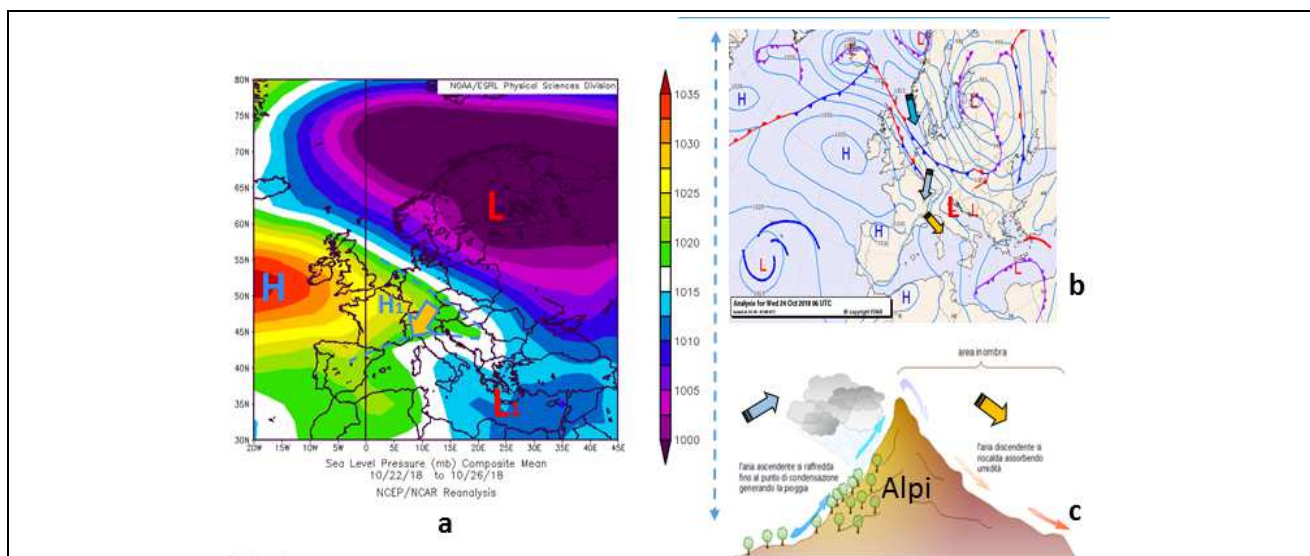 NOAA/ESRL Physical Sciences Division
80N
75N
70N
65N
60N
55N
50N
45N
40N
35N
30N
20W 15W 10W 5W 0 5E 10E 15E 20E 25E 30E 35E 40E 45E
L
H
H1
L1
Sea Level Pressure (mb) Composite Mean
10/22/18 to 10/26/18
NCEP/NCAR Reanalysis
a
1035
1030
1025
1020
1015
1010
1005
1000
H
H
H
H
L
L
L
L
L
L
L
Analysis for Wed 24 Oct 2018 06 UTC
b
area in ombra
l'aria ascendente si raffredda
fino al punto di condensazione
generando la pioggia
Alpi
l'aria discendente si
riscalda assorbendo
umidità
c